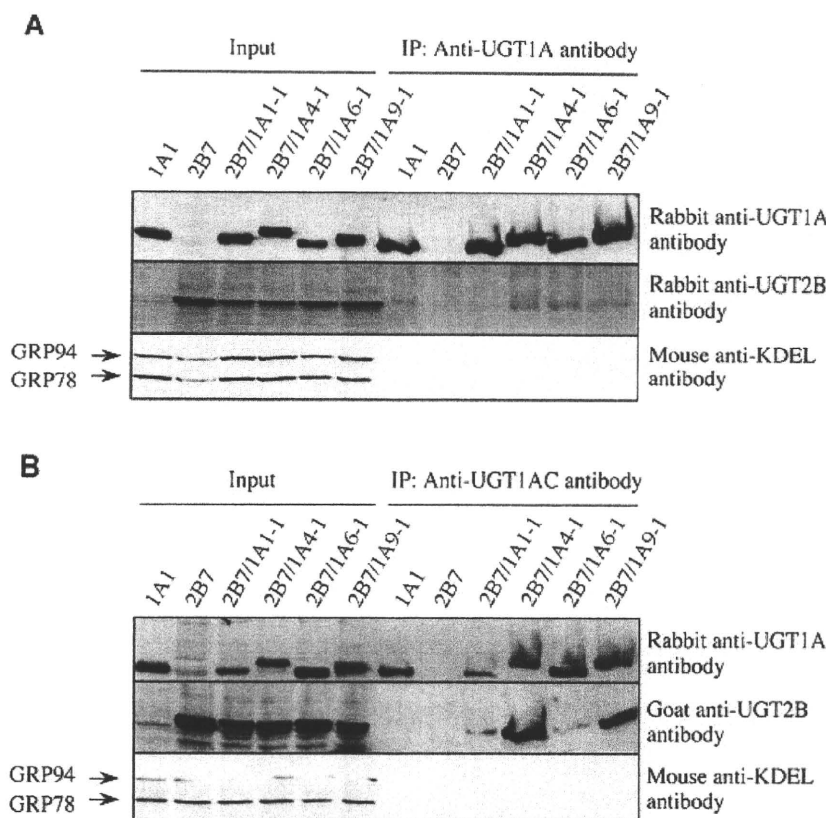 A
Input
IP: Anti-UGT1A antibody
1A1
2B7
2B7/1A1-1
2B7/1A4-1
2B7/1A6-1
2B7/1A9-1
1A1
2B7
2B7/1A1-1
2B7/1A4-1
2B7/1A6-1
2B7/1A9-1
Rabbit anti-UGT1A
antibody
Rabbit anti-UGT2B
antibody
GRP94
GRP78
Mouse anti-KDEL
antibody
B
Input
IP: Anti-UGT1AC antibody
1A1
2B7
2B7/1A1-1
2B7/1A4-1
2B7/1A6-1
2B7/1A9-1
1A1
2B7
2B7/1A1-1
2B7/1A4-1
2B7/1A6-1
2B7/1A9-1
Rabbit anti-UGT1A
antibody
Goat anti-UGT2B
antibody
GRP94
GRP78
Mouse anti-KDEL
antibody